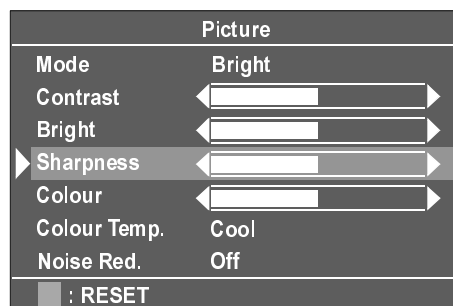 Picture
Mode Bright
Contrast
Bright
Sharpness
Colour
Colour Temp. Cool
Noise Red. Off
: RESET